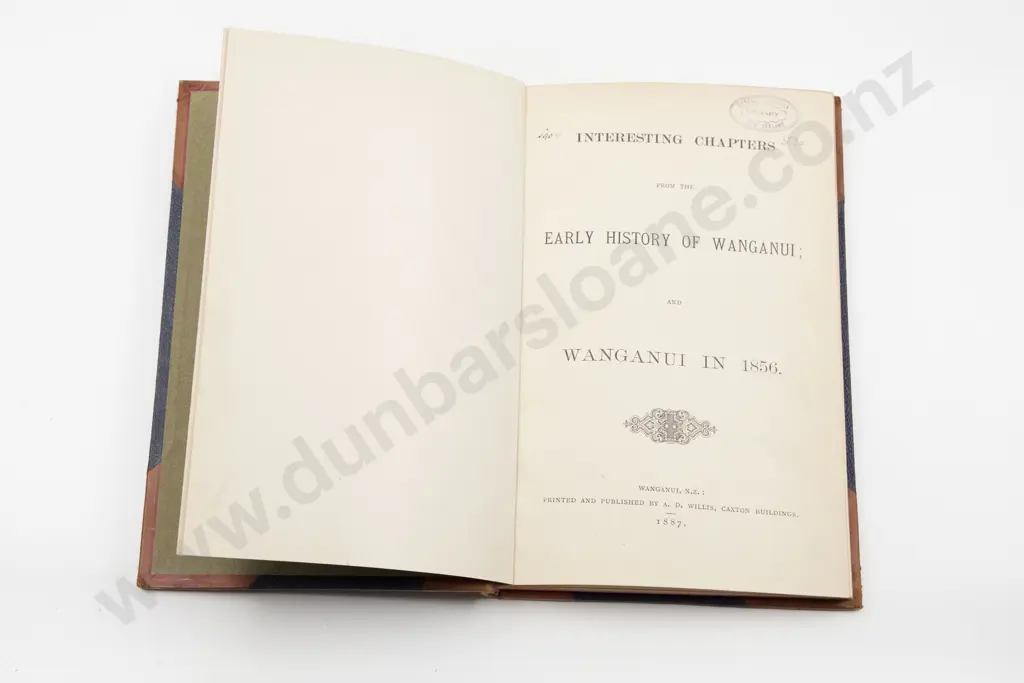 INTERESTING CHAPTERS
FROM THE
EARLY HISTORY OF WANGANUI;
AND
WANGANUI IN 1856.
WANGANUI, N.Z.;
PRINTED AND PUBLISHED BY A. D. WILLIS, CAXTON BUILDINGS.
1887.
www.dunbarsloane.co.nz